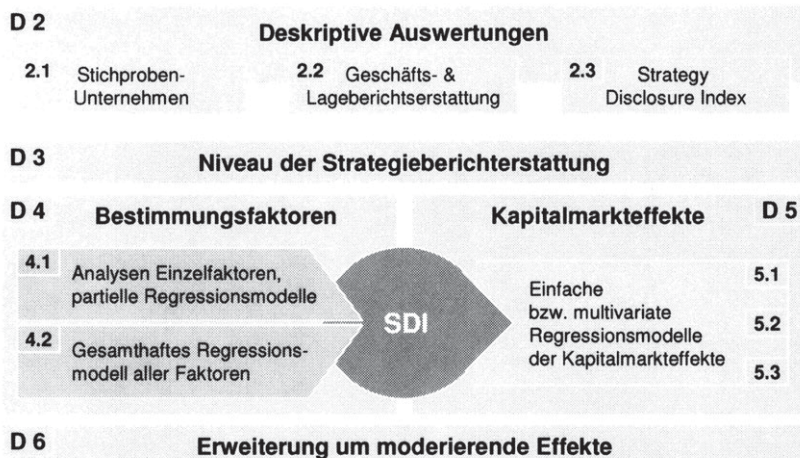 D 2
Deskriptive Auswertungen
2.1 Stichproben-
Unternehmen
2.2 Geschäfts- &
Lageberichtserstattung
2.3 Strategy
Disclosure Index
D 3
Niveau der Strategieberichterstattung
D 4
Bestimmungsfaktoren
4.1
Analysen Einzelfaktoren,
partielle Regressionsmodelle
4.2
Gesamthaftes Regressions-
modell aller Faktoren
SDI
Kapitalmarkteffekte
D 5
Einfache
bzw. multivariate
Regressionsmodelle
der Kapitalmarkteffekte
5.1
5.2
5.3
D 6
Erweiterung um moderierende Effekte